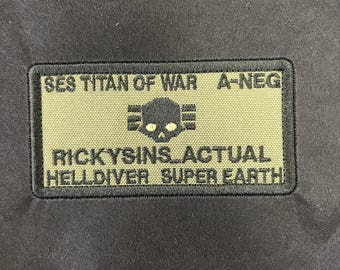 SES TITAN OF WAR A-NEG
RICKYSINS_ACTUAL
HELLDIVER SUPER EARTH